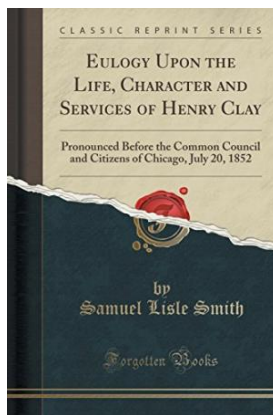 CLASSIC REPRINT SERIES
EULOGY UPON THE
LIFE, CHARACTER AND
SERVICES OF HENRY CLAY
Pronounced Before the Common Council
and Citizens of Chicago, July 20, 1852
by
Samuel Lisle Smith
Forgotten Books